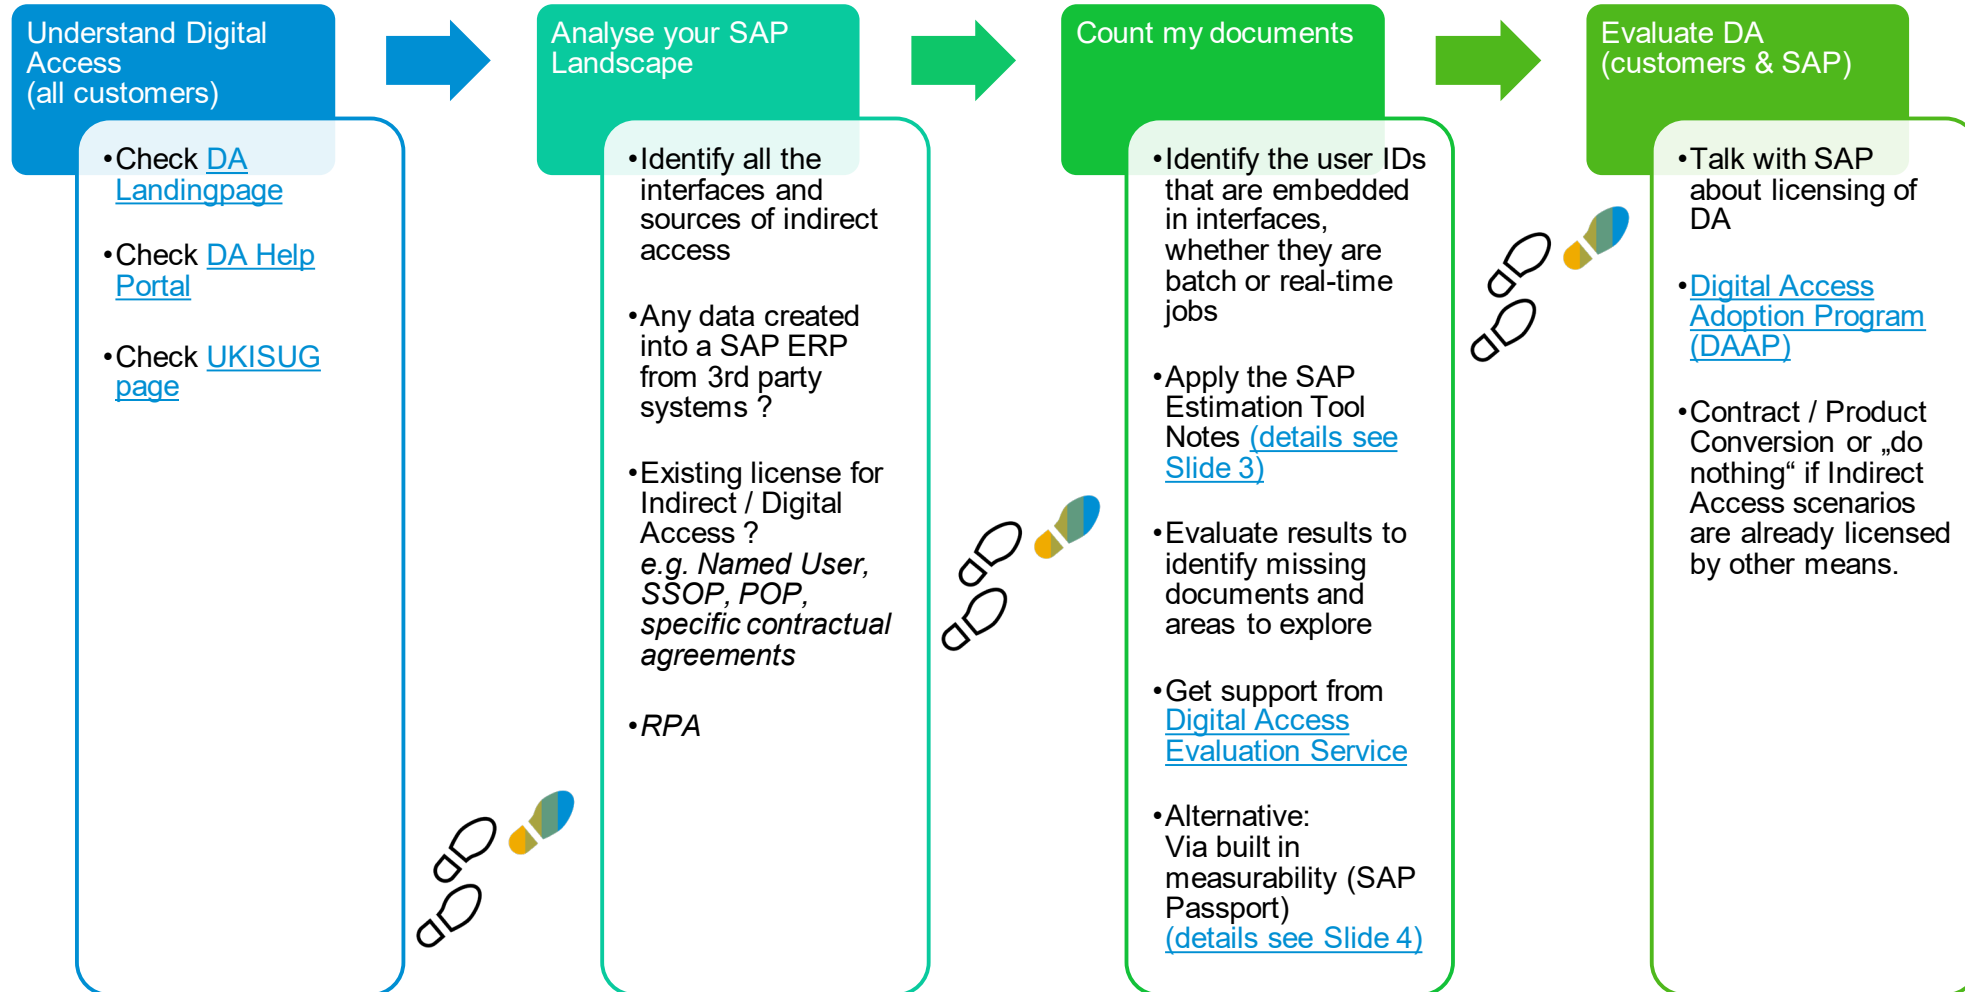 Understand Digital
Access
(all customers)
•Check DA
Landingpage
•Check DA Help
Portal
•Check UKISUG
page
Analyse your SAP
Landscape
•Identify all the
interfaces and
sources of indirect
access
•Any data created
into a SAP ERP
from 3rd party
systems ?
•Existing license for
Indirect / Digital
Access ?
e.g. Named User,
SSOP, POP,
specific contractual
agreements
•RPA
Count my documents
•Identify the user IDs
that are embedded
in interfaces,
whether they are
batch or real-time
jobs
•Apply the SAP
Estimation Tool
Notes (details see
Slide 3)
•Evaluate results to
identify missing
documents and
areas to explore
•Get support from
Digital Access
Evaluation Service
•Alternative:
Via built in
measurability (SAP
Passport)
(details see Slide 4)
Evaluate DA
(customers & SAP)
•Talk with SAP
about licensing of
DA
•Digital Access
Adoption Program
(DAAP)
•Contract / Product
Conversion or „do
nothing“ if Indirect
Access scenarios
are already licensed
by other means.